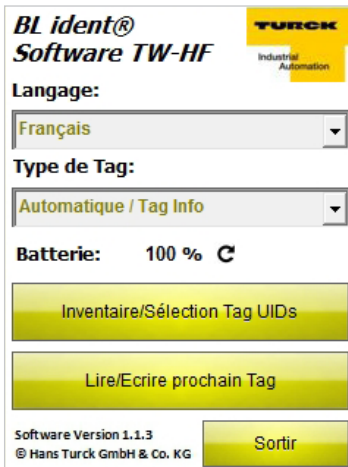 BL ident®
Software TW-HF
TURCK
Industrial
Automation
Langage:
Français
Type de Tag:
Automatique / Tag Info
Batterie: 100 %
Inventaire/Sélection Tag UIDs
Lire/Ecrire prochain Tag
Software Version 1.1.3
© Hans Turck GmbH & Co. KG
Sortir